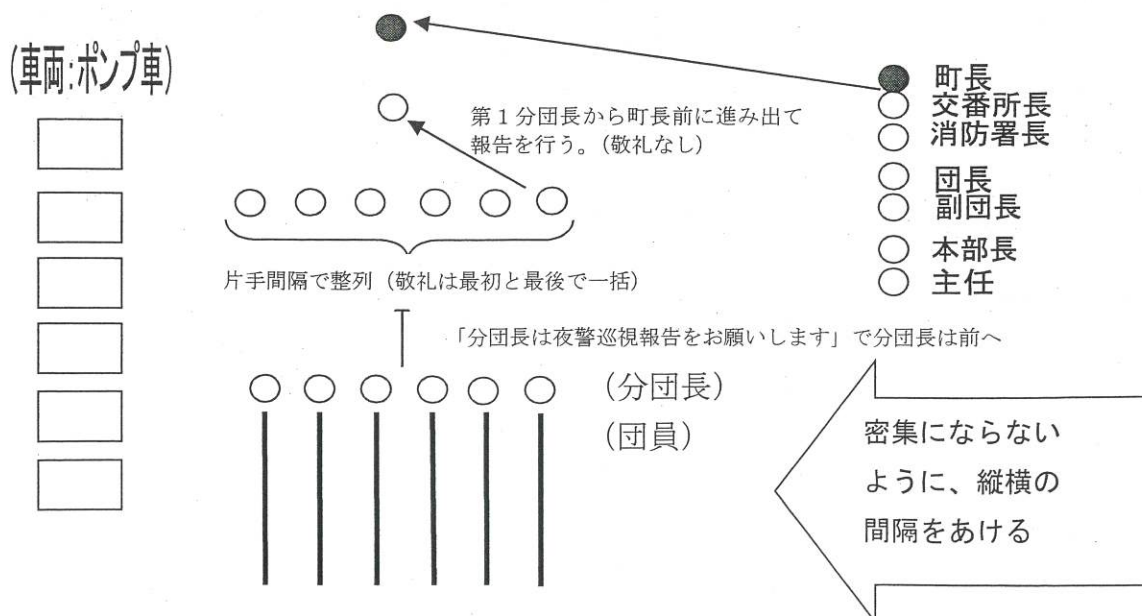 (車両:ポンプ車)
町長
交番所長
消防署長
団長
副団長
本部長
主任
第1分団長から町長前に進み出て
報告を行う。(敬礼なし)
片手間隔で整列（敬礼は最初と最後で一括）
「分団長は夜警巡視報告をお願いします」で分団長は前へ
(分団長)
(団員)
密集にならない
ように、縦横の
間隔をあける